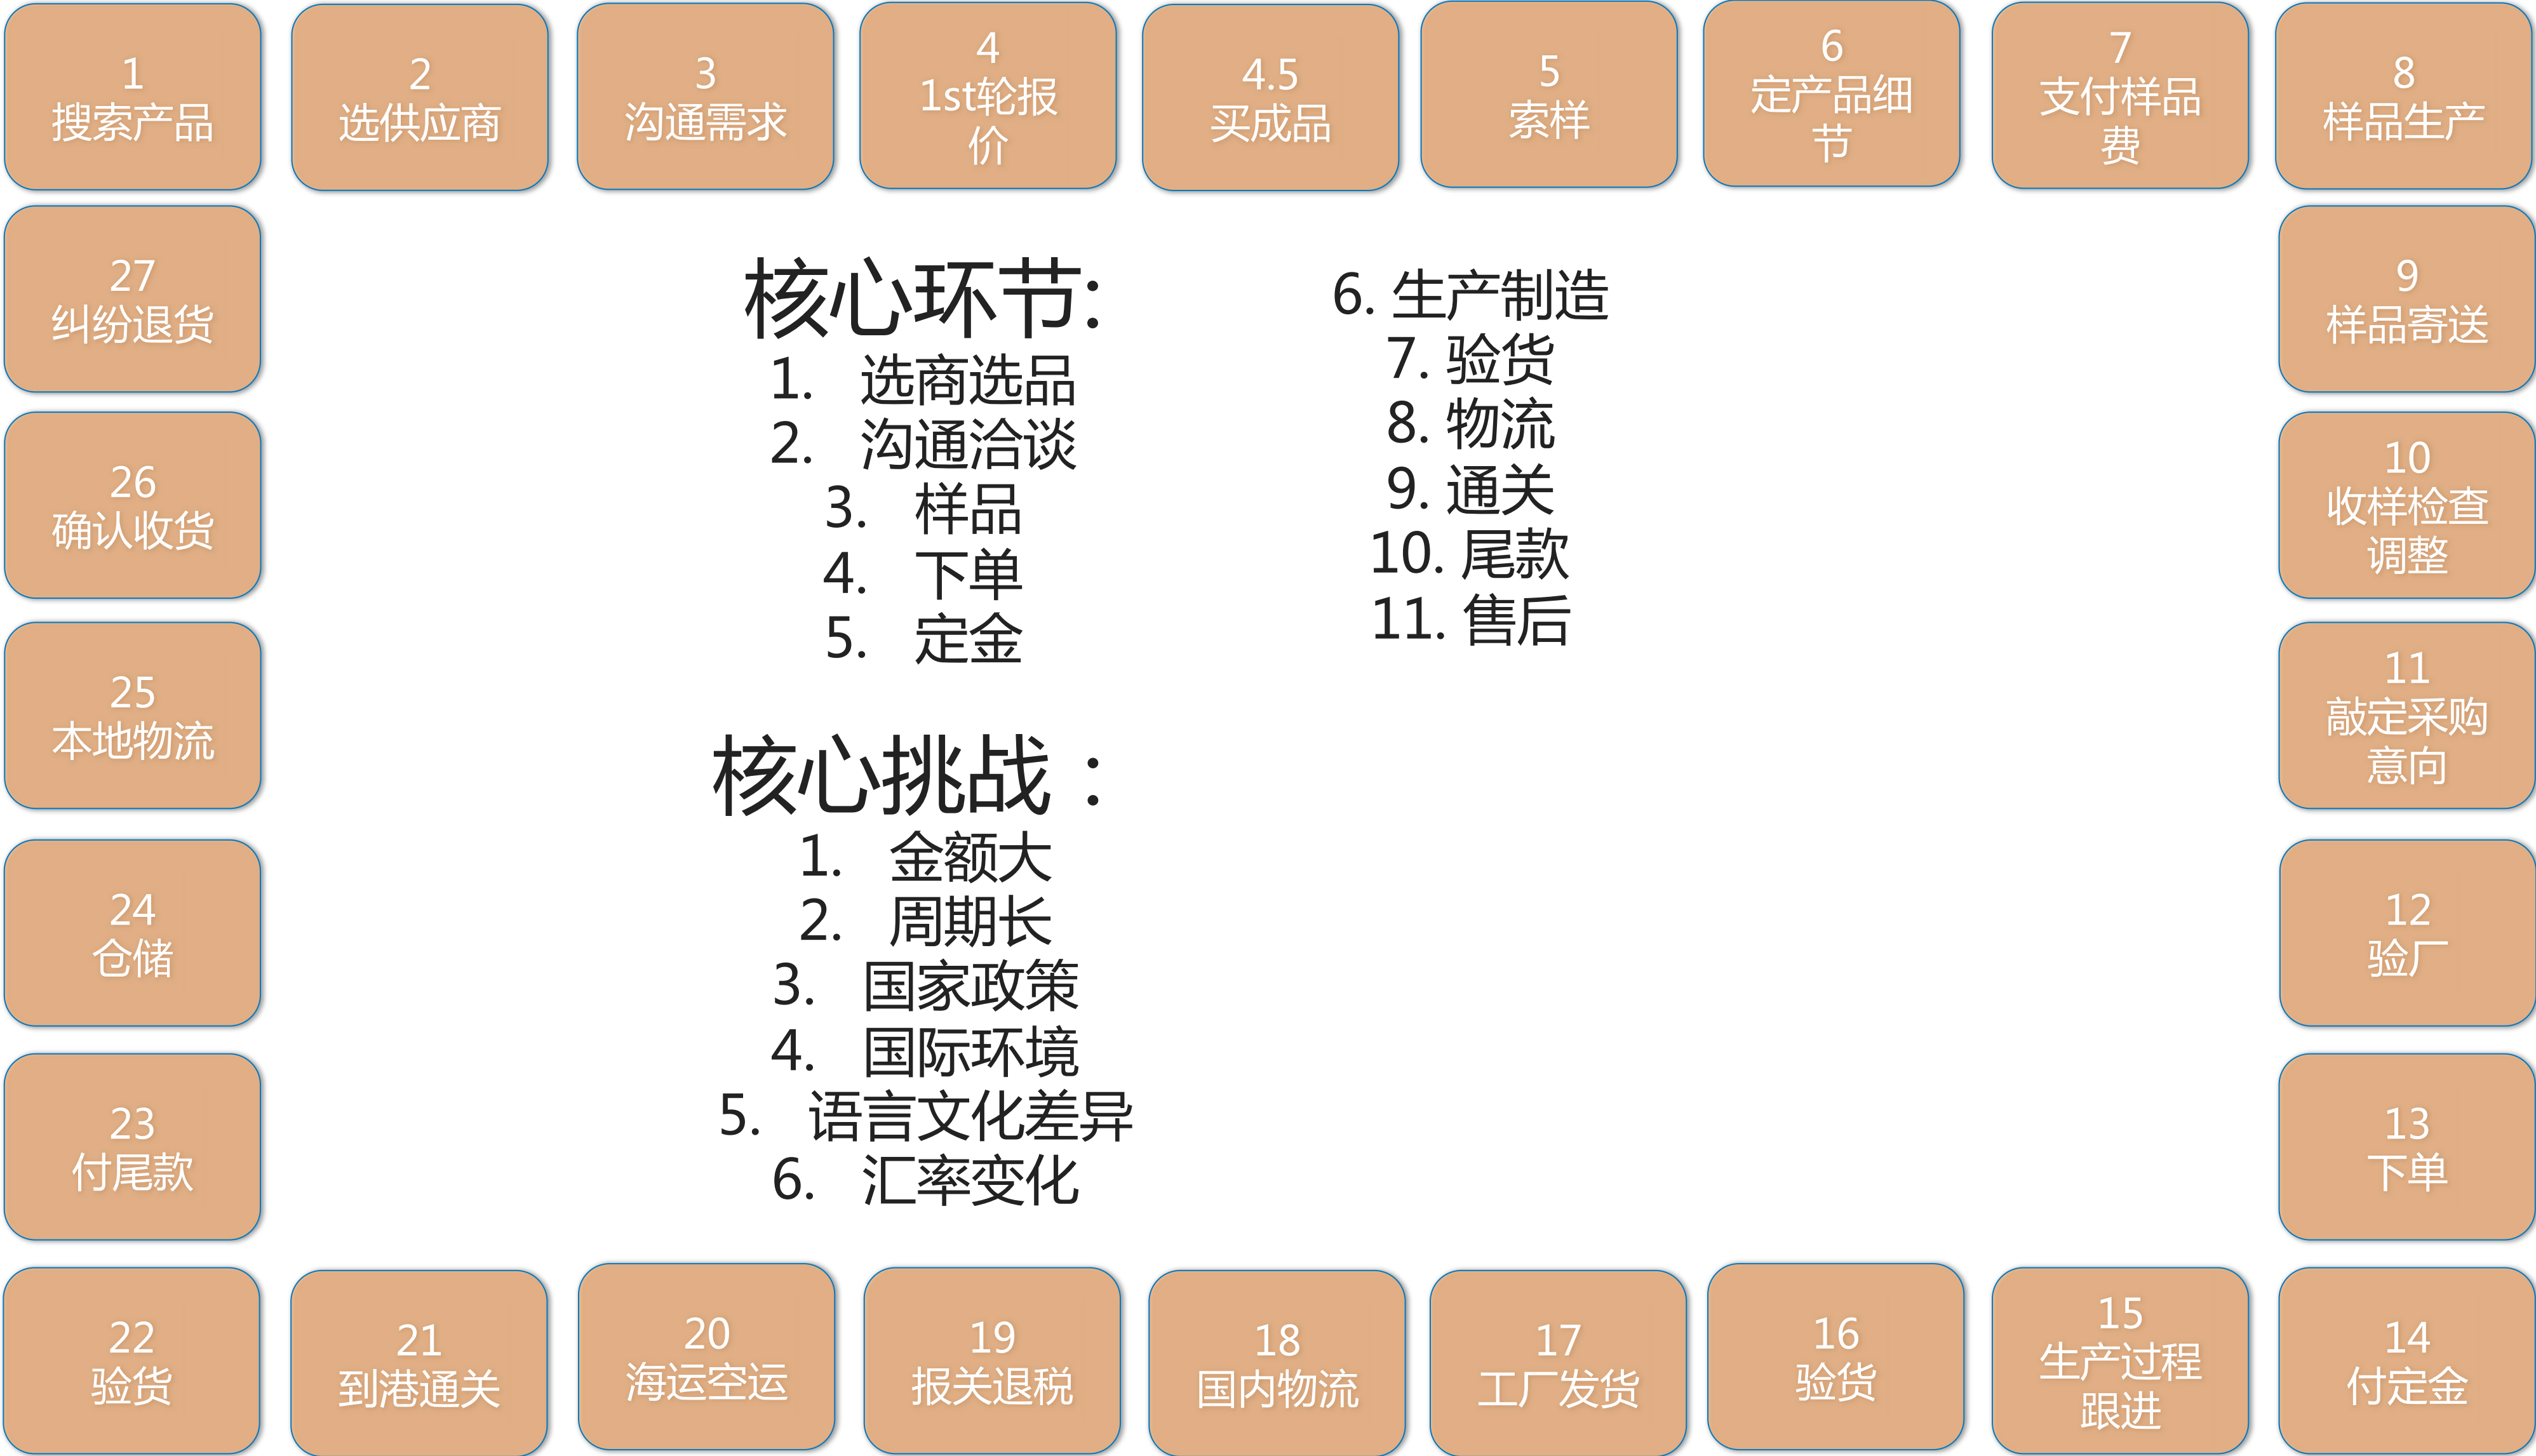 1
搜索产品
2
选供应商
3
沟通需求
4
1st轮报
价
4.5
买成品
5
索样
6
定产品细
节
7
支付样品
费
8
样品生产
9
样品寄送
10
收样检查
调整
11
敲定采购
意向
12
验厂
13
下单
14
付定金
15
生产过程
跟进
16
验货
17
工厂发货
18
国内物流
19
报关退税
20
海运空运
21
到港通关
22
验货
23
付尾款
24
仓储
25
本地物流
26
确认收货
27
纠纷退货
核心环节:
1. 选商选品
2. 沟通洽谈
3. 样品
4. 下单
5. 定金
6. 生产制造
7. 验货
8. 物流
9. 通关
10. 尾款
11. 售后
核心挑战：
1. 金额大
2. 周期长
3. 国家政策
4. 国际环境
5. 语言文化差异
6. 汇率变化